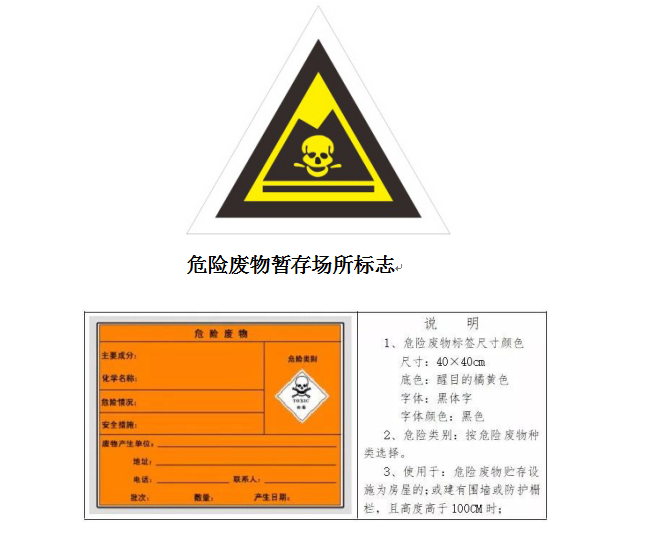 危险废物暂存场所标志
危 险 废 物
主要成分:
化学名称:
危险情况:
安全措施:
危险类别
TOXIC
废物产生单位:
地址:
电话: 联系人:
批次: 数量: 产生日期:
说 明
1、危险废物标签尺寸颜色
尺寸: 40×40cm
底色: 醒目的橘黄色
字体: 黑体字
字体颜色: 黑色
2、危险类别: 按危险废物种
类选择。
3、使用于: 危险废物贮存设
施为房屋的;或建有围墙或防护栅
栏, 且高度高于100CM时;